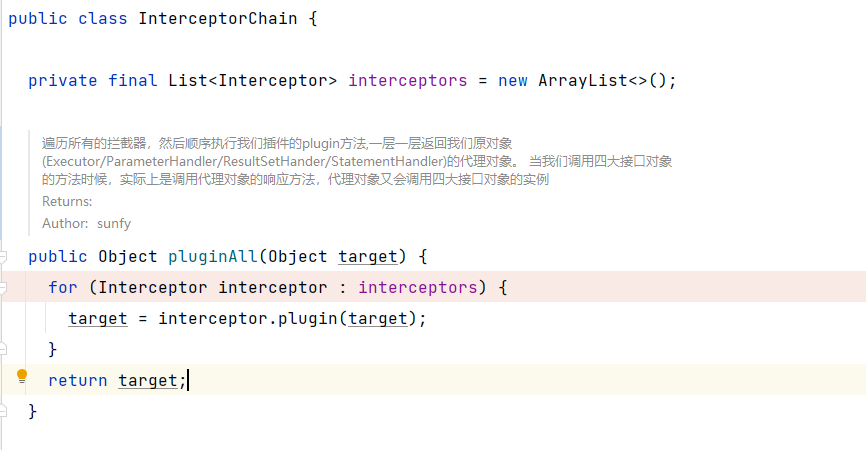 public class InterceptorChain {
private final List<Interceptor> interceptors = new ArrayList<>();
遍历所有的拦截器，然后顺序执行我们插件的plugin方法,一层一层返回我们原对象
(Executor/ParameterHandler/ResultSetHander/StatementHandler)的代理对象。 当我们调用四大接口对象
的方法时候，实际上是调用代理对象的响应方法，代理对象又会调用四大接口对象的实例
Returns:
Author: sunfy
public Object pluginAll(Object target) {
for (Interceptor interceptor : interceptors) {
target = interceptor.plugin(target);
}
return target;
}